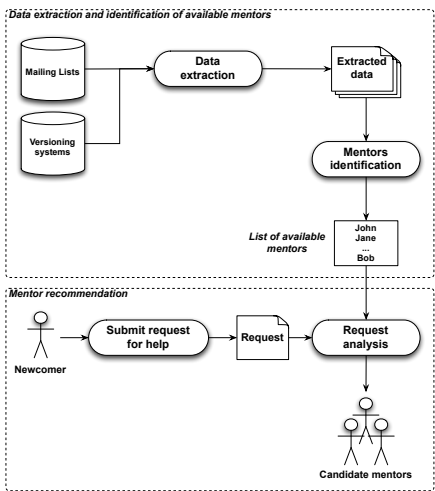 Data extraction and identification of available mentors
Mailing Lists
Data
extraction
Extracted
data
Versioning
systems
Mentors
identification
List of available
mentors
John
Jane
...
Bob
Mentor recommendation
Newcomer
Submit request
for help
Request
Request
analysis
Candidate mentors